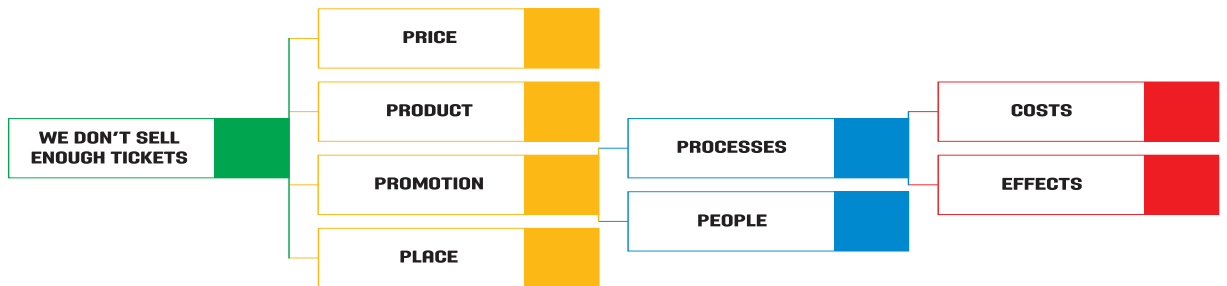 WE DON'T SELL
ENOUGH TICKETS
PRICE
PRODUCT
PROMOTION
PLACE
PROCESSES
PEOPLE
COSTS
EFFECTS